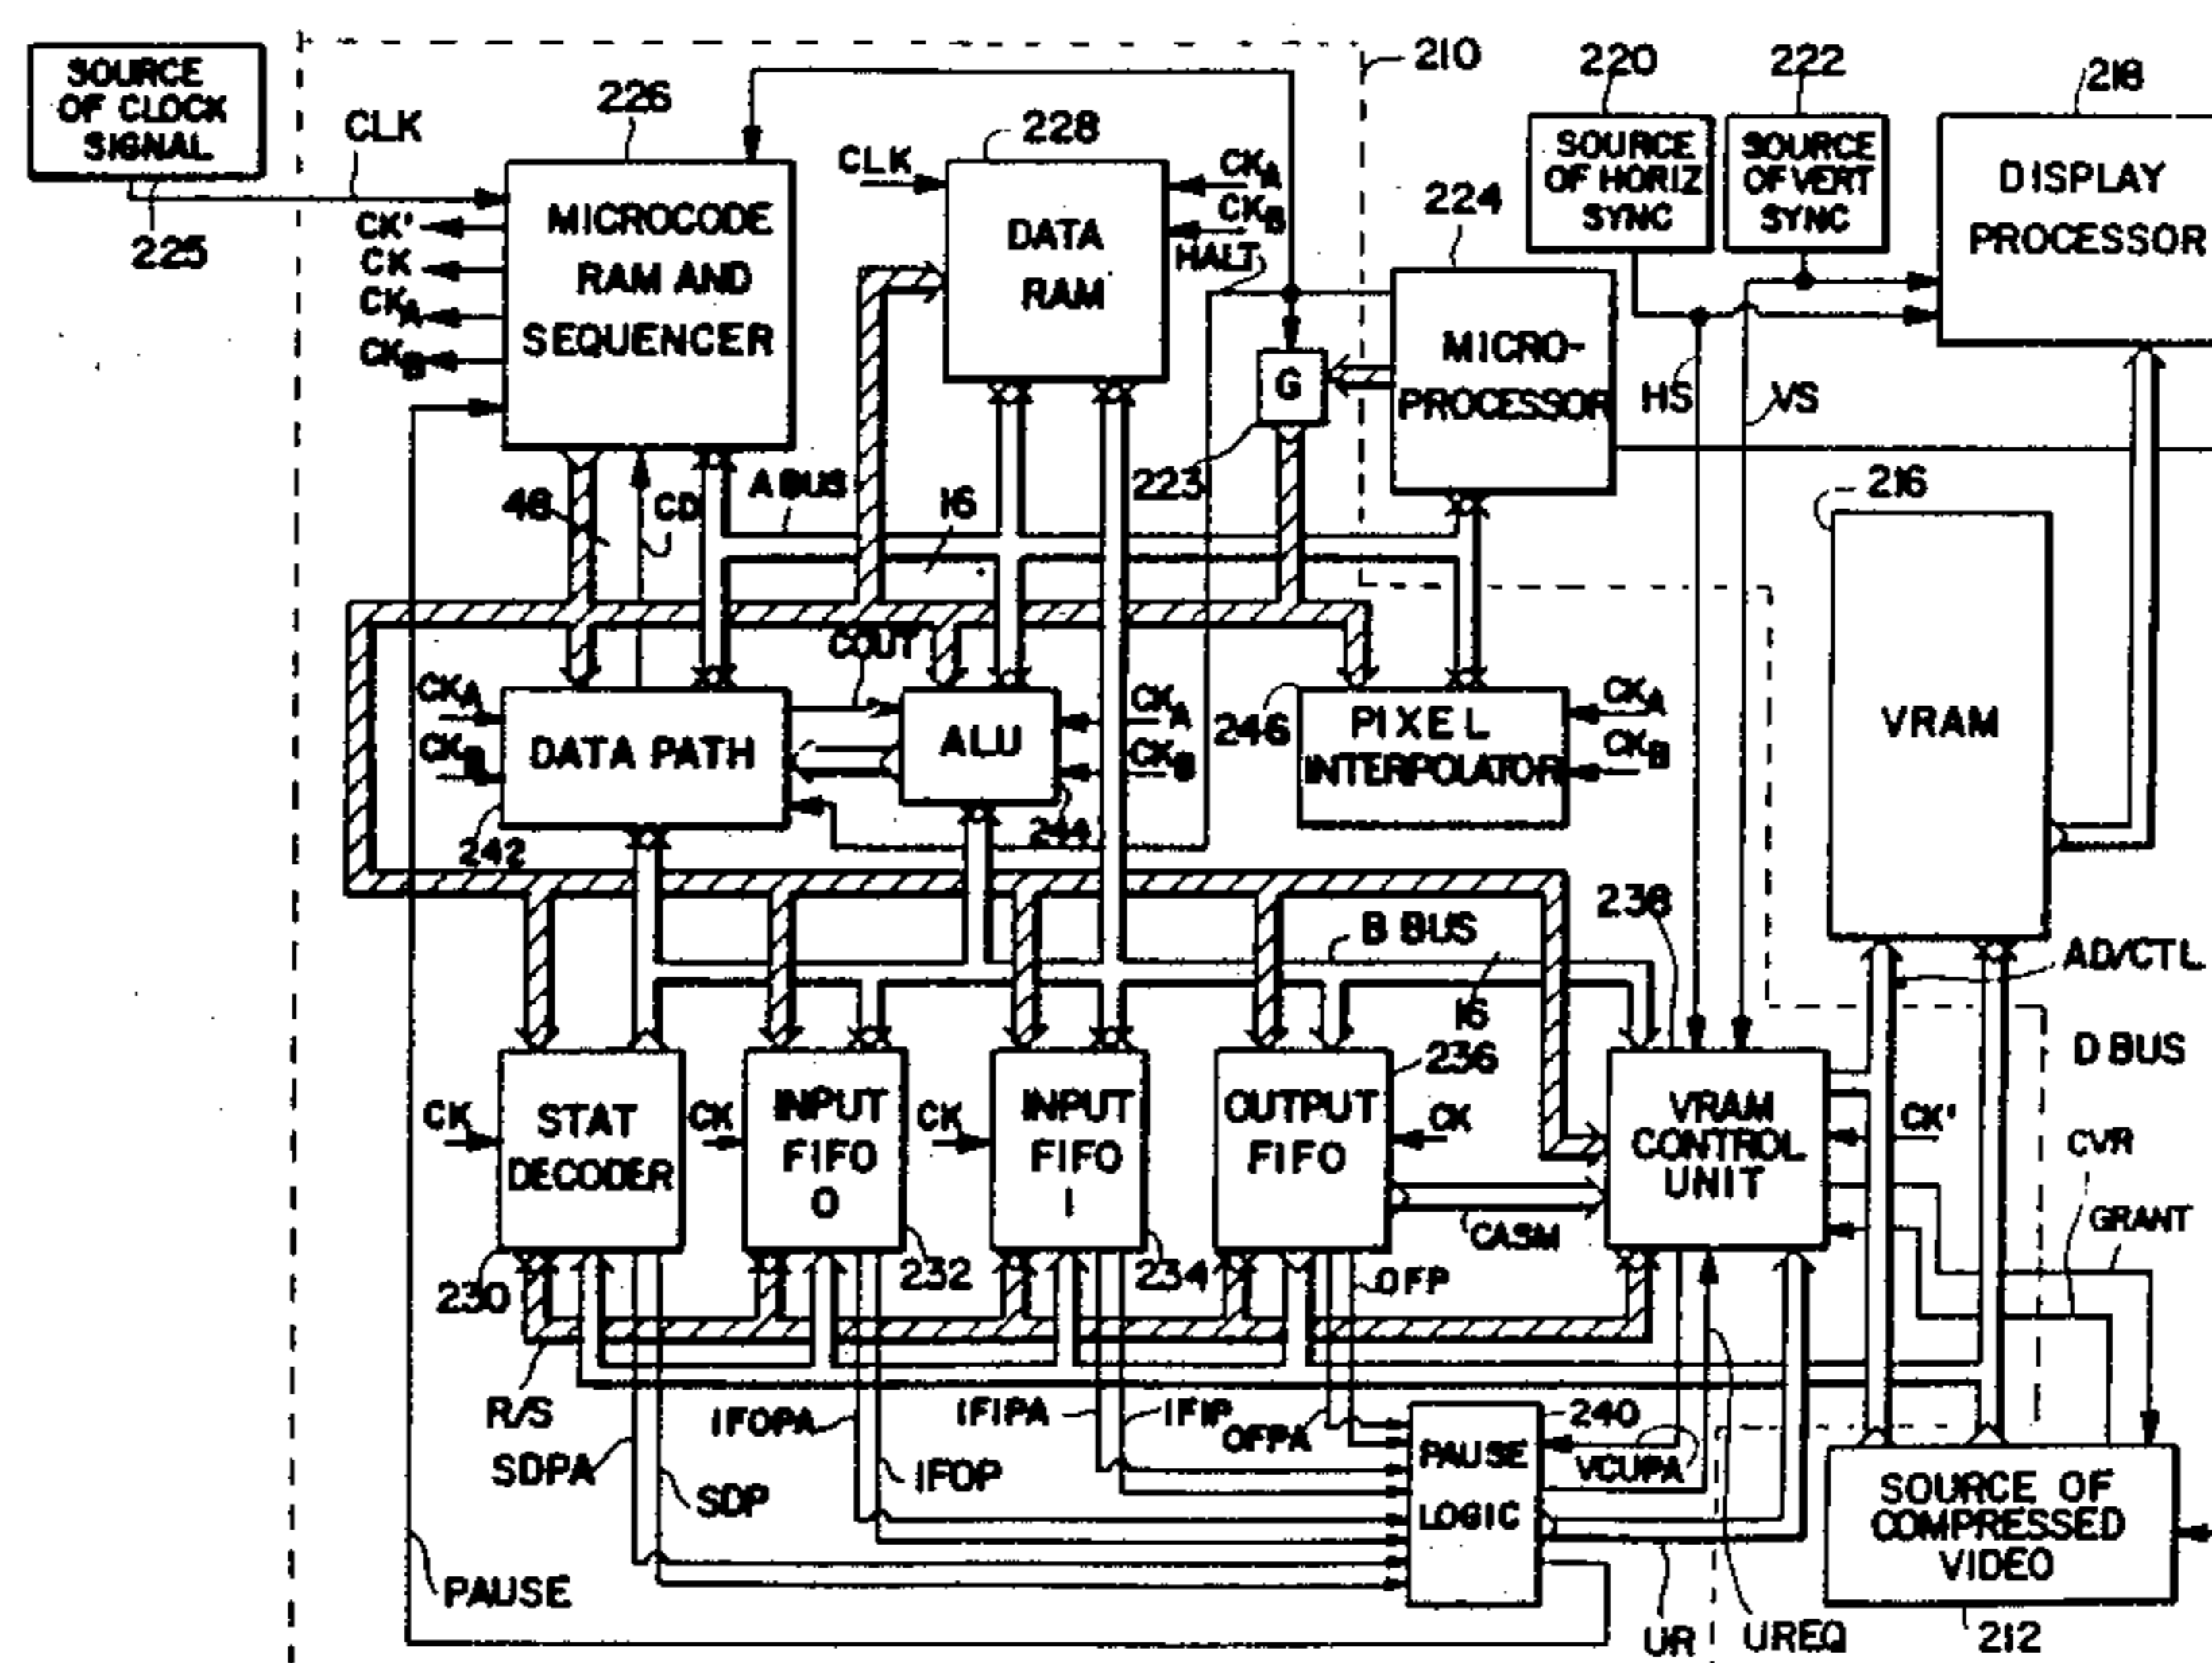 SOURCE
OF CLOCK
SIGNAL
225
CLK
226
MICROCODE
RAM AND
SEQUENCER
CK'
CK
CKA
CKB
228
CLK
DATA
RAM
CKA
CKB
HALT
210
220
SOURCE
OF HORIZ
SYNC
222
SOURCE
OF VERT
SYNC
218
DISPLAY
PROCESSOR
224
MICRO-
PROCESSOR
G
223
HS
VS
216
VRAM
48
CD
A BUS
16
COUT
CKA
CKB
DATA PATH
242
ALU
CKA
CKB
244
246
PIXEL
INTERPOLATOR
CKA
CKB
B BUS
16
238
AD/CTL
D BUS
CK
STAT
DECODER
230
CK
INPUT
FIFO
0
232
CK
INPUT
FIFO
1
234
236
OUTPUT
FIFO
CK
CASM
VRAM
CONTROL
UNIT
CK'
CVR
GRANT
OFP
R/S
SDPA
SDP
IF0PA
IF0P
IF1PA
IF1P
OFPA
240
PAUSE
LOGIC
VCUPA
PAUSE
UR
UREQ
SOURCE OF
COMPRESSED
VIDEO
212